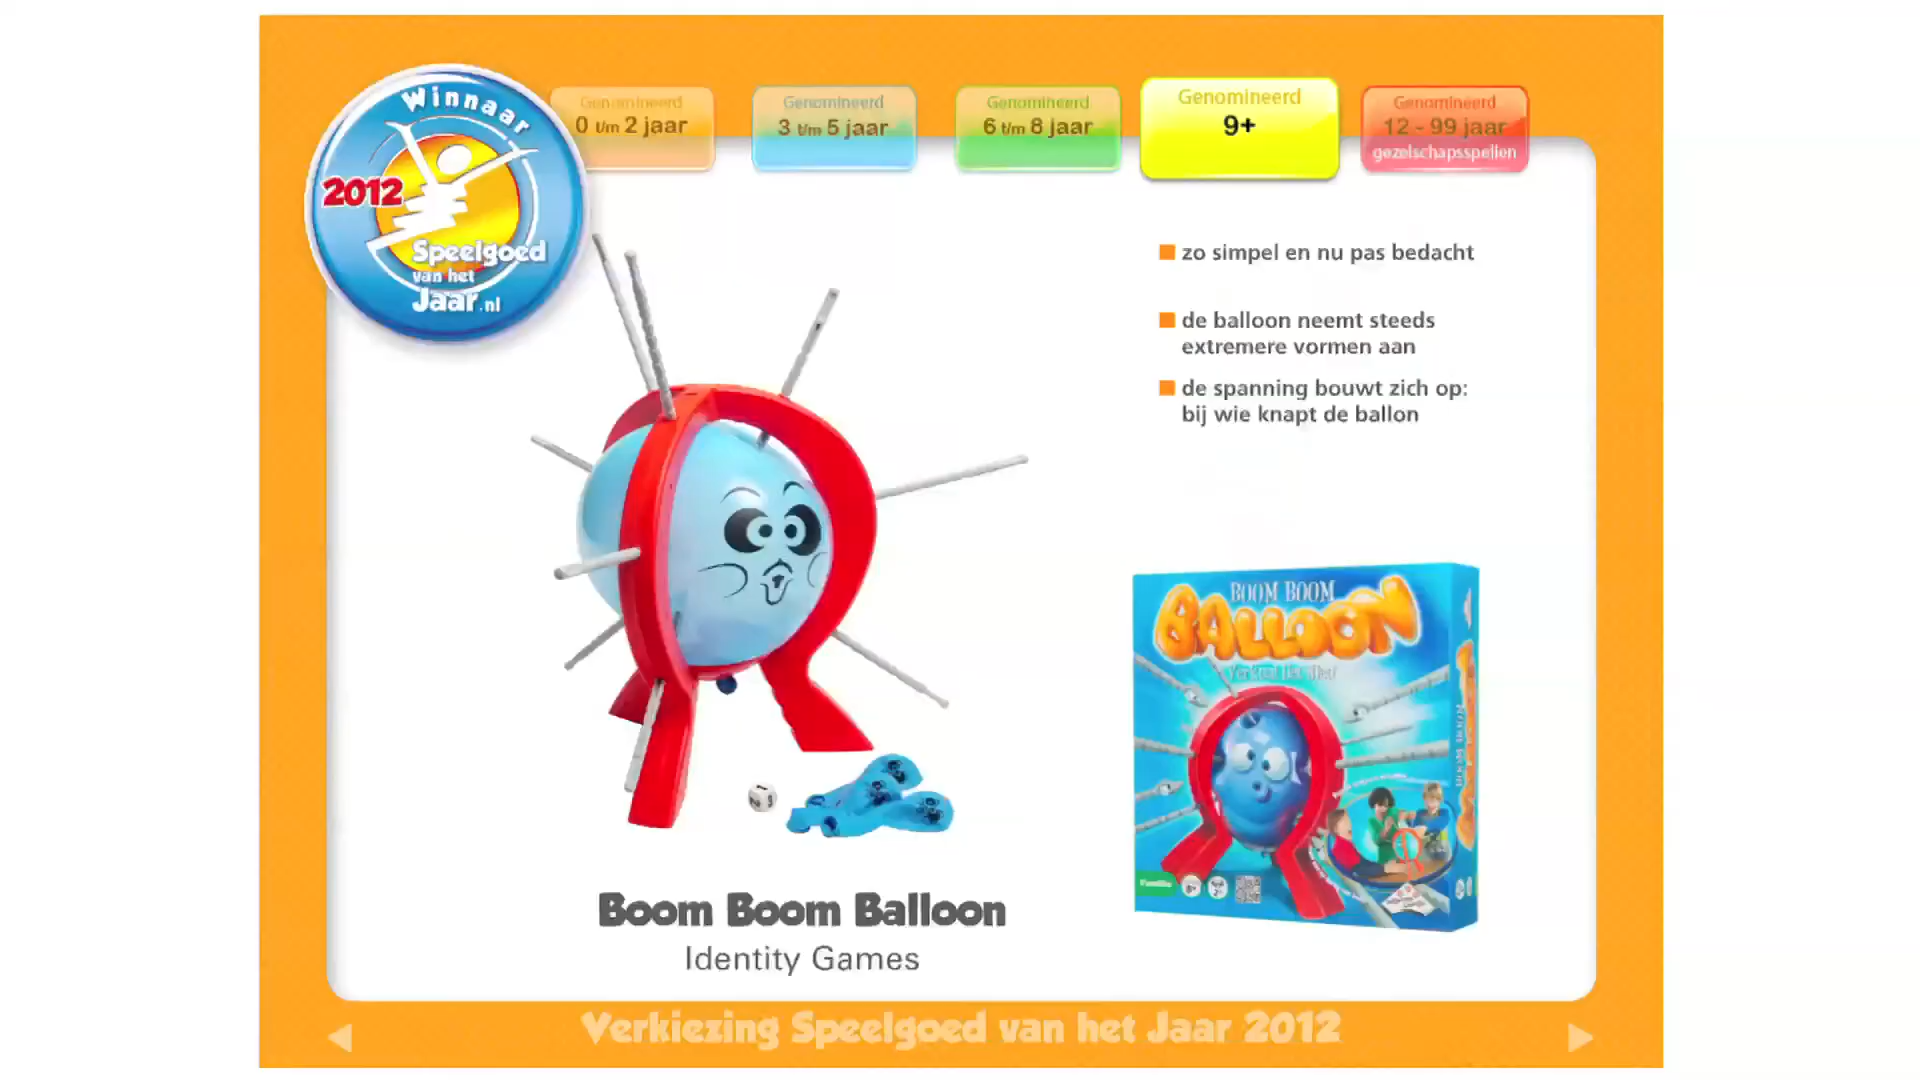 Winnaar
2012
Speelgoed
van het
Jaar.nl
Genomineerd
0 t/m 2 jaar
Genomineerd
3 t/m 5 jaar
Genomineerd
6 t/m 8 jaar
Genomineerd
9+
Genomineerd
12 - 99 jaar
gezelschapsspellen
zo simpel en nu pas bedacht
de balloon neemt steeds
extremere vormen aan
de spanning bouwt zich op:
bij wie knapt de ballon
BOOM BOOM
BALLOON
Boom Boom Balloon
Identity Games
Verkiezing Speelgoed van het Jaar 2012